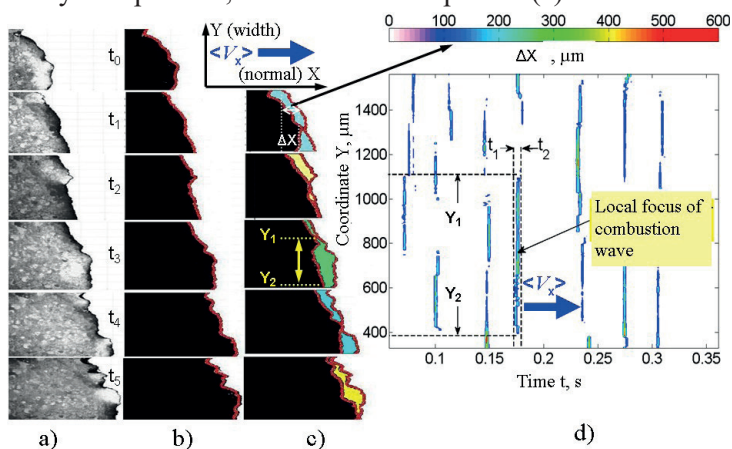 Y (width)
<Vx>
(normal) X
0 100 200 300 400 500 600
ΔX , μm
t0
t1
t2
t3
t4
t5
ΔX
Y1
Y2
a)
b)
c)
Coordinate Y, μm
1400
1200
1000
800
600
400
t1
t2
Y1
Y2
Local focus of
combustion
wave
<Vx>
0.1 0.15 0.2 0.25 0.3 0.35
Time t, s
d)